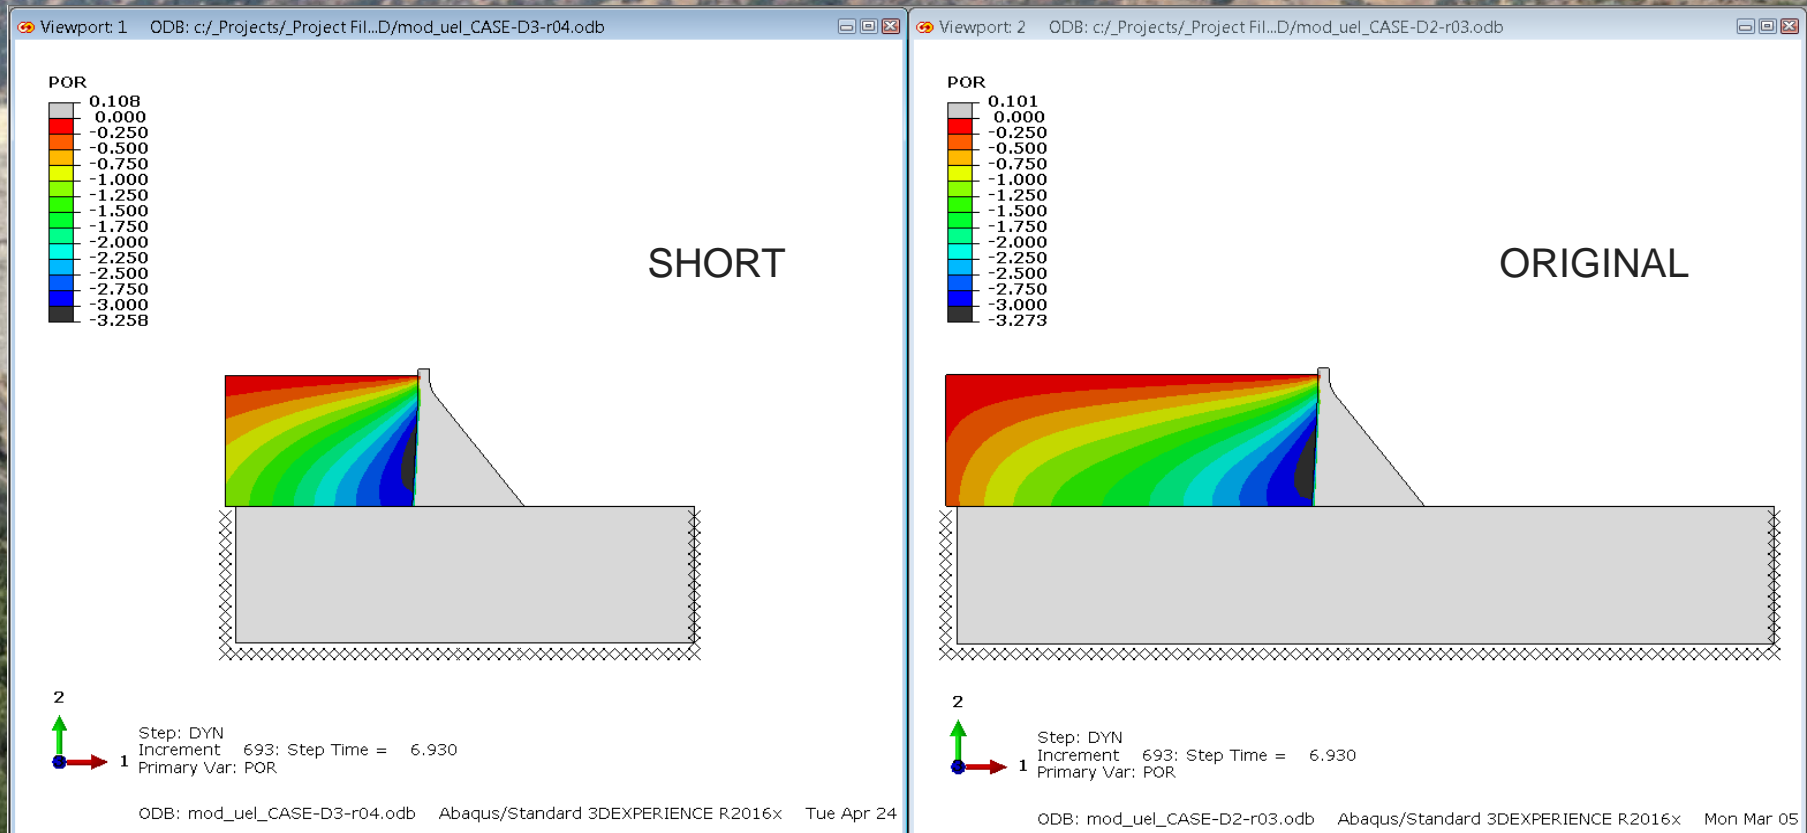 Viewport: 1 ODB: c:/_Projects/_Project Fil...D/mod_uel_CASE-D3-r04.odb
POR
0.108
0.000
-0.250
-0.500
-0.750
-1.000
-1.250
-1.500
-1.750
-2.000
-2.250
-2.500
-2.750
-3.000
-3.258
SHORT
2
1
Step: DYN
Increment 693: Step Time = 6.930
Primary Var: POR
ODB: mod_uel_CASE-D3-r04.odb Abaqus/Standard 3DEXPERIENCE R2016x Tue Apr 24
Viewport: 2 ODB: c:/_Projects/_Project Fil...D/mod_uel_CASE-D2-r03.odb
POR
0.101
0.000
-0.250
-0.500
-0.750
-1.000
-1.250
-1.500
-1.750
-2.000
-2.250
-2.500
-2.750
-3.000
-3.273
ORIGINAL
2
1
Step: DYN
Increment 693: Step Time = 6.930
Primary Var: POR
ODB: mod_uel_CASE-D2-r03.odb Abaqus/Standard 3DEXPERIENCE R2016x Mon Mar 05